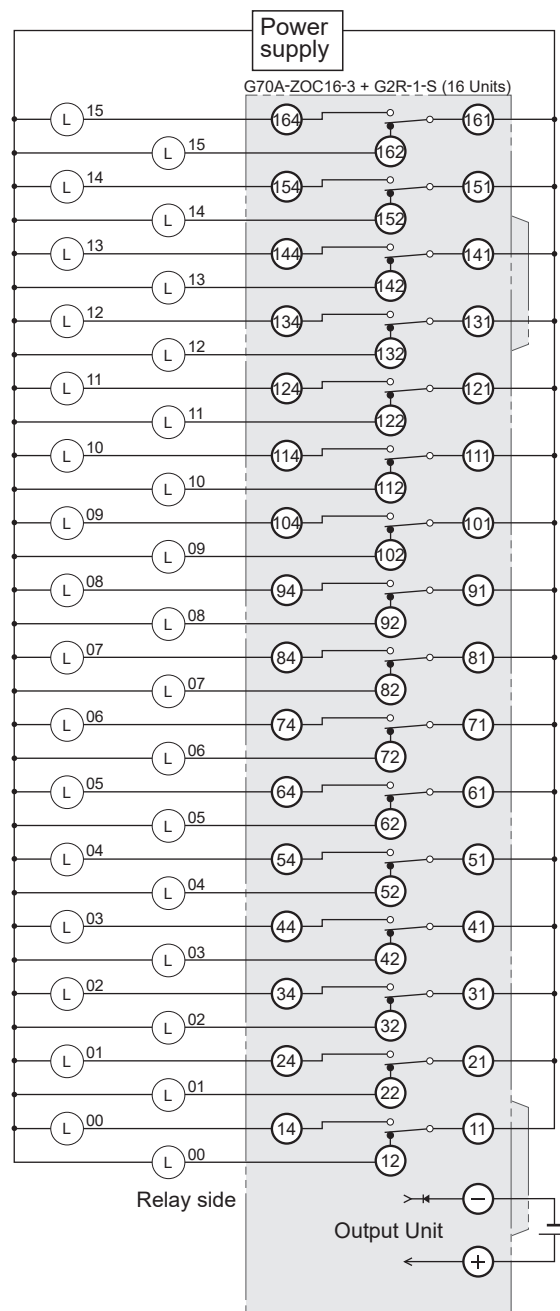 Power
supply
G70A-ZOC16-3 + G2R-1-S (16 Units)
L 15 164 161
L 15 162
L 14 154 151
L 14 152
L 13 144 141
L 13 142
L 12 134 131
L 12 132
L 11 124 121
L 11 122
L 10 114 111
L 10 112
L 09 104 101
L 09 102
L 08 94 91
L 08 92
L 07 84 81
L 07 82
L 06 74 71
L 06 72
L 05 64 61
L 05 62
L 04 54 51
L 04 52
L 03 44 41
L 03 42
L 02 34 31
L 02 32
L 01 24 21
L 01 22
L 00 14 11
L 00 12
Relay side
−
Output Unit
+